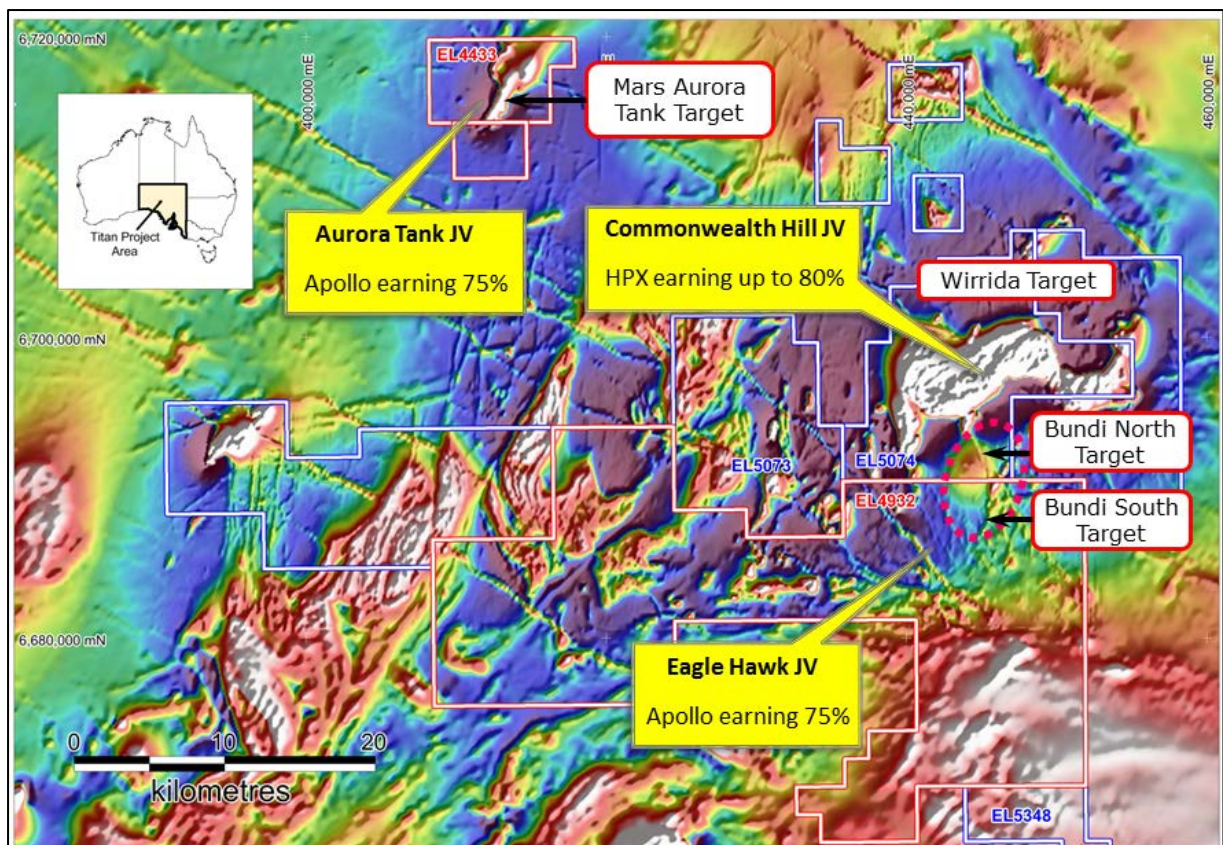 6,720,000 mN
EL4433
400,000 mE
440,000 mE
460,000 mE
Mars Aurora
Tank Target
Titan Project
Area
Aurora Tank JV
Apollo earning 75%
Commonwealth Hill JV
HPX earning up to 80%
Wirrida Target
6,700,000 mN
Bundi North
Target
EL5073
EL5074
EL4932
Bundi South
Target
6,680,000 mN
Eagle Hawk JV
Apollo earning 75%
0
10
20
kilometres
EL5348